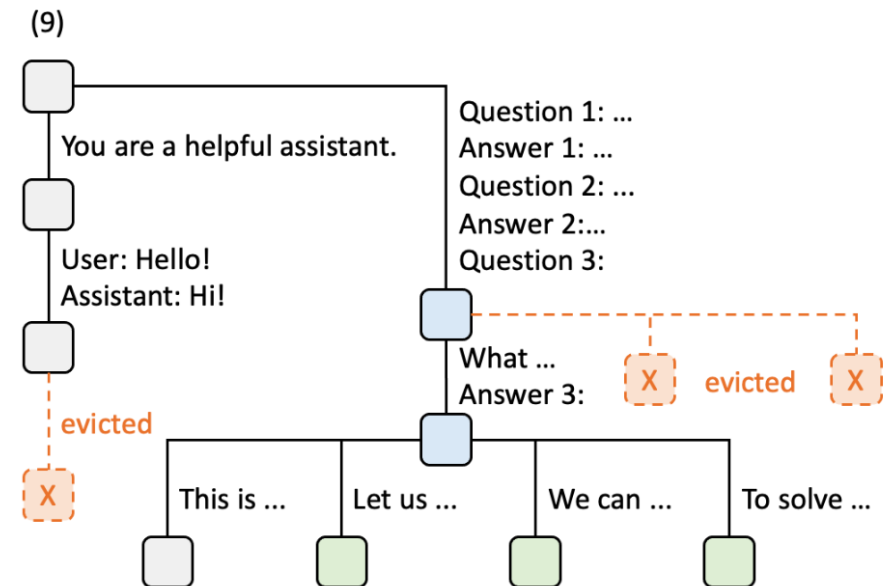 (9)
You are a helpful assistant.
User: Hello!
Assistant: Hi!
evicted
X
Question 1: ...
Answer 1: ...
Question 2: ...
Answer 2:...
Question 3:
What ...
Answer 3:
X
evicted
X
This is ...
Let us ...
We can ...
To solve ...